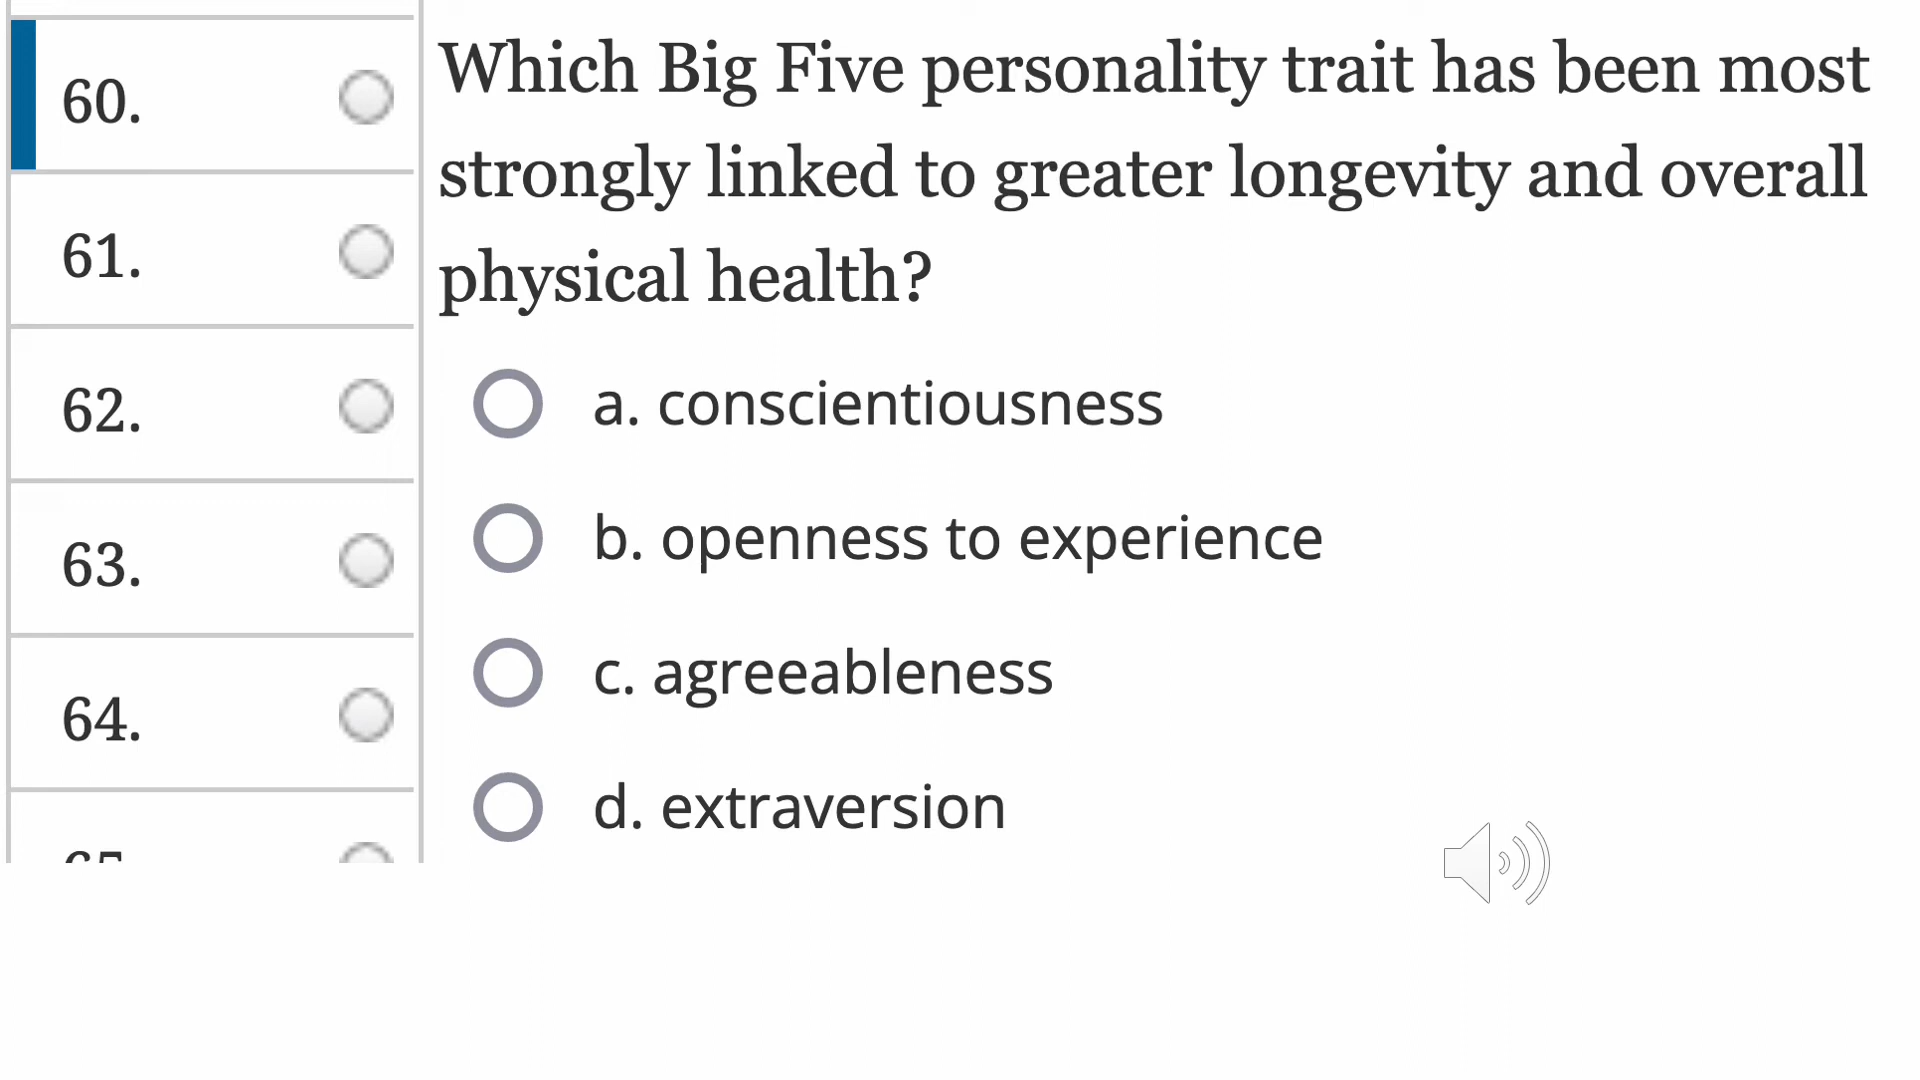 60.
61.
62.
63.
64.
Which Big Five personality trait has been most
strongly linked to greater longevity and overall
physical health?
a. conscientiousness
b. openness to experience
c. agreeableness
d. extraversion